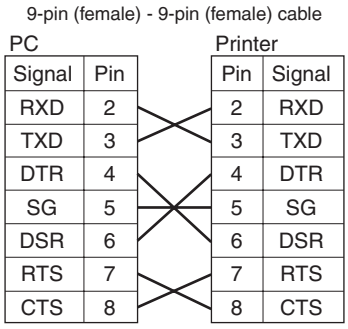 9-pin (female) - 9-pin (female) cable
PC Printer
Signal Pin Pin Signal
RXD 2 2 RXD
TXD 3 3 TXD
DTR 4 4 DTR
SG 5 5 SG
DSR 6 6 DSR
RTS 7 7 RTS
CTS 8 8 CTS